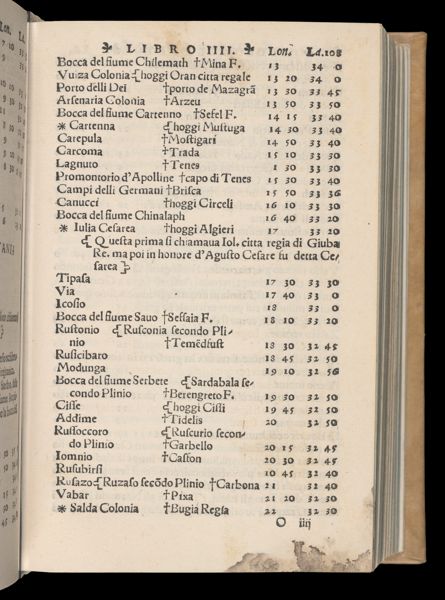 LIBRO IIII. Lon. La.108
Bocca del fiume Chilemath †Mina F. 13 34 0
Vuiza Colonia {hoggi Oran citta regale 13 20 34 0
Porto delli Dei †porto de Mazagrã 13 30 33 45
Arsenaria Colonia †Arzeu 13 50 33 50
Bocca del fiume Cartenno †Sefel F. 14 15 33 40
* Cartenna {hoggi Mustuga 14 30 33 40
Carepula †Mostigari 14 50 33 40
Carcoma †Trada 15 10 33 30
Lagnuto †Tenes 1 30 33 30
Promontorio d'Apolline †capo di Tenes 15 30 33 40
Campi delli Germani †Brisca 15 50 33 36
Canucci †hoggi Circeli 16 10 33 30
Bocca del fiume Chinalaph 16 40 33 20
* Iulia Cesarea †hoggi Algieri 17 33 20
{Questa prima si chiamaua Iol. citta regia di Giuba
Re. ma poi in honore d'Agusto Cesare fu detta Ce-
sarea}
Tipasa 17 30 33 30
Via 17 40 33 0
Icosio 18 33 0
Bocca del fiume Sauo †Sessaia F. 18 10 33 20
Rustonio {Rusconia secondo Pli-
nio †Temēdfust 18 30 32 45
Rusicibaro 18 45 32 50
Modunga 19 10 32 56
Bocca del fiume Serbete {Sardabala se-
condo Plinio †Berengreto F. 19 30 32 50
Cisse {hoggi Cisli 19 45 32 50
Addime †Tidelis 20 32 50
Russoccoro {Ruscurio secon-
do Plinio †Garbello 20 15 32 45
Iomnio †Caston 20 30 32 45
Rusubirsi 10 45 32 40
Rusazo {Ruzaso secõdo Plinio †Carbona 21 32 40
Vabar †Pixa 21 20 32 30
* Salda Colonia †Bugia Regia 22 32 30
O iiij